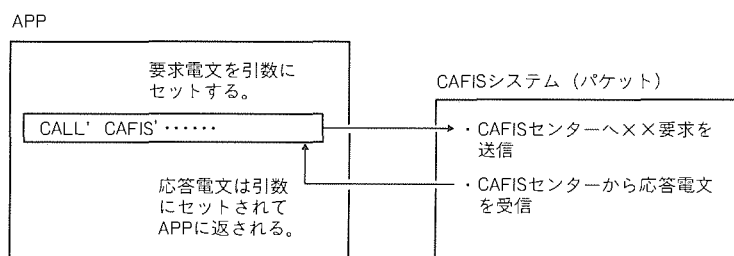 APP
要求電文を引数に
セットする。
CAFISシステム（パケット）
CALL' CAFIS'‥‥‥
・CAFISセンターへ××要求を
送信
応答電文は引数
にセットされて
APPに返される。
・CAFISセンターから応答電文
を受信